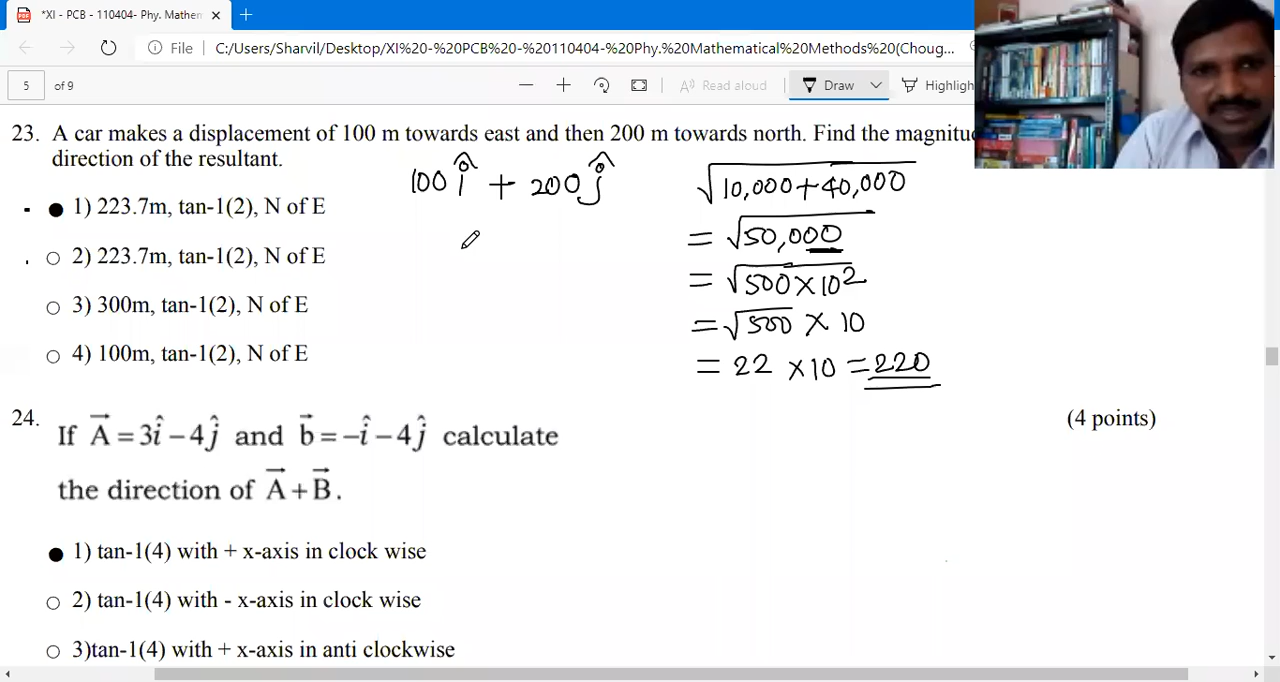 *XI - PCB - 110404- Phy. Mathen
File
C:/Users/Sharvil/Desktop/XI%20-%20PCB%20-%20110404-%20Phy.%20Mathematical%20Methods%20(Choug...
5 of 9
Read aloud
Draw
Highligh
23. A car makes a displacement of 100 m towards east and then 200 m towards north. Find the magnitu
direction of the resultant.
100 î + 200 ĵ
√10,000+40,000
1) 223.7m, tan-1(2), N of E
= √50,000
2) 223.7m, tan-1(2), N of E
= √500×10²
3) 300m, tan-1(2), N of E
= √500 × 10
4) 100m, tan-1(2), N of E
= 22 ×10 = 220
24. (4 points)
If A⃗ = 3î − 4ĵ and b⃗ = −î − 4ĵ calculate
the direction of A⃗ + B⃗.
1) tan-1(4) with + x-axis in clock wise
2) tan-1(4) with - x-axis in clock wise
3)tan-1(4) with + x-axis in anti clockwise